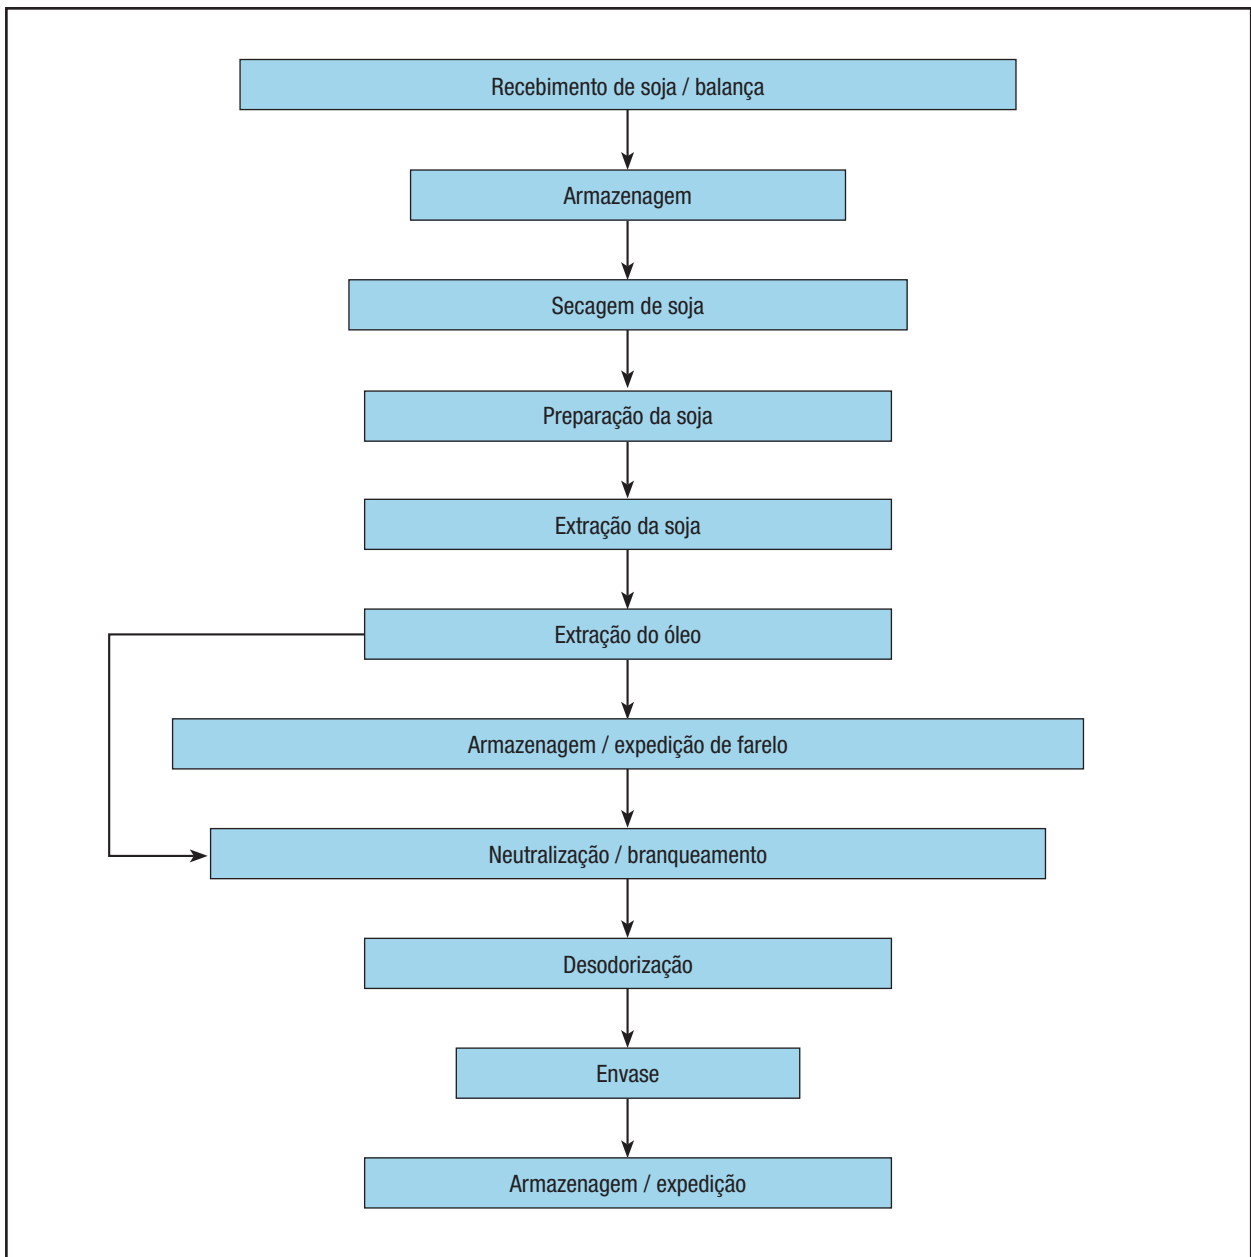 Recebimento de soja / balança
Armazenagem
Secagem de soja
Preparação da soja
Extração da soja
Extração do óleo
Armazenagem / expedição de farelo
Neutralização / branqueamento
Desodorização
Envase
Armazenagem / expedição